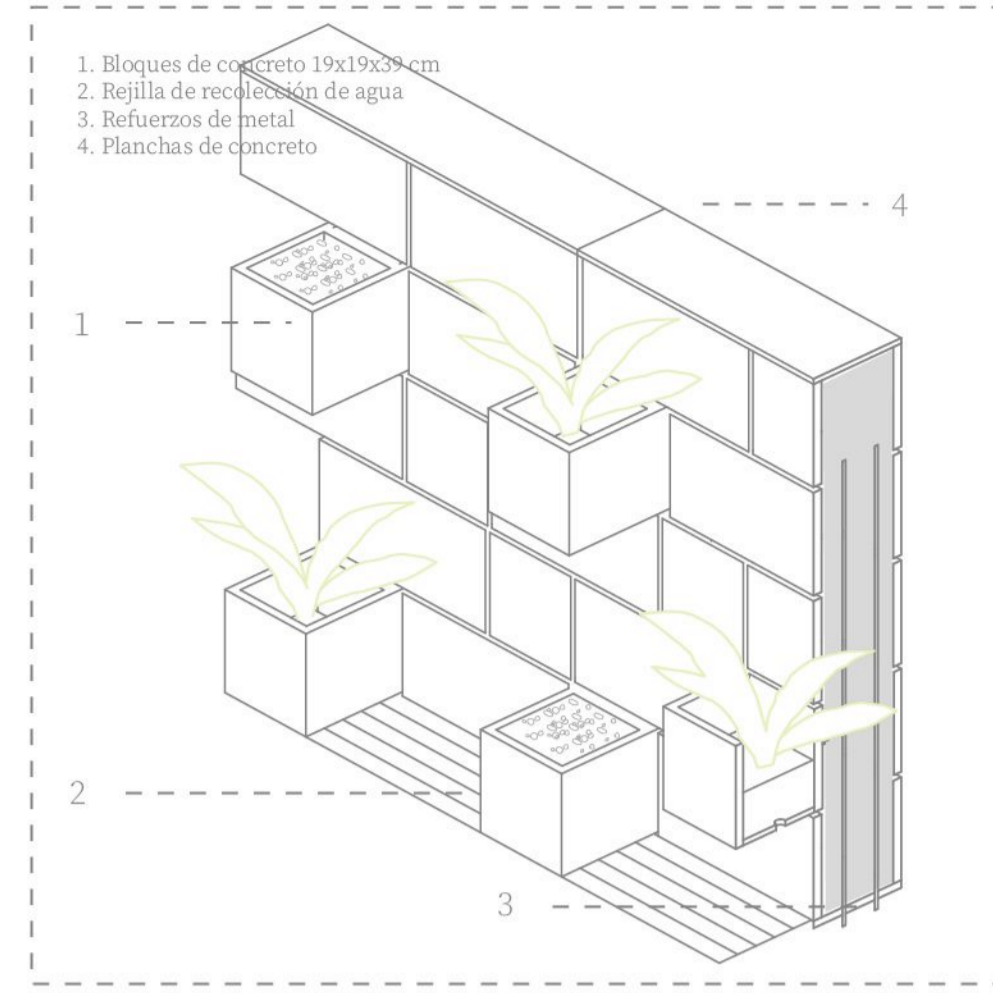 1. Bloques de concreto 19x19x39 cm
2. Rejilla de recolección de agua
3. Refuerzos de metal
4. Planchas de concreto
4
1
2
3